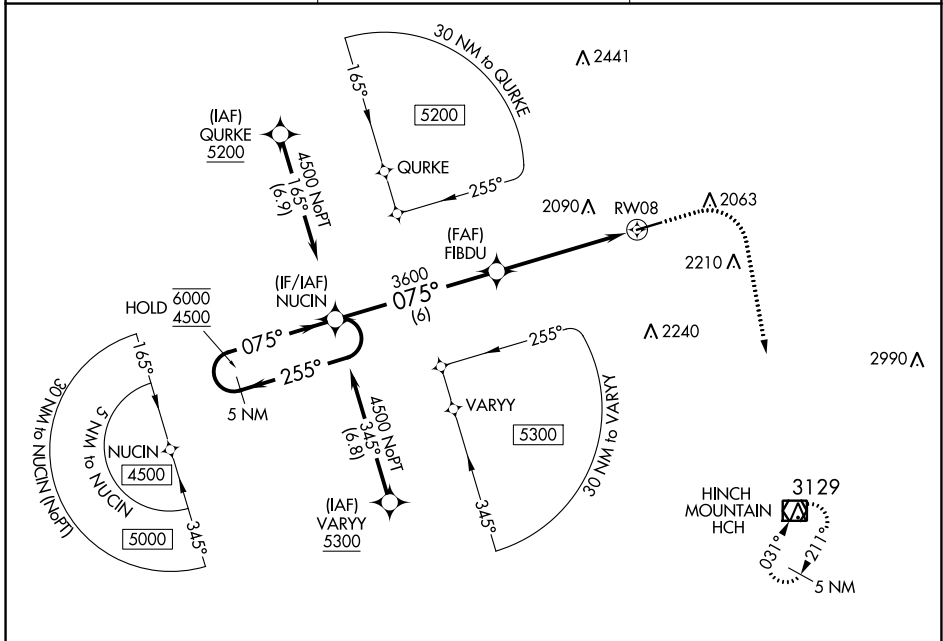 30 NM to QURKE
2441
165°
5200
QURKE
255°
(IAF)
QURKE
5200
4500 NoPT
165°
(6.9)
2090
RW08
2063
(FAF)
FIBDU
2210
(IF/IAF)
NUCIN
3600
075°
(6)
HOLD
6000
4500
075°
255°
5 NM
2240
2990
255°
VARYY
5300
30 NM to VARYY
345°
4500 NoPT
345°
(6.8)
(IAF)
VARYY
5300
165°
30 NM to NUCIN (NoPT)
5 NM to NUCIN
NUCIN
4500
5000
345°
HINCH
MOUNTAIN
HCH
3129
031°
211°
5 NM